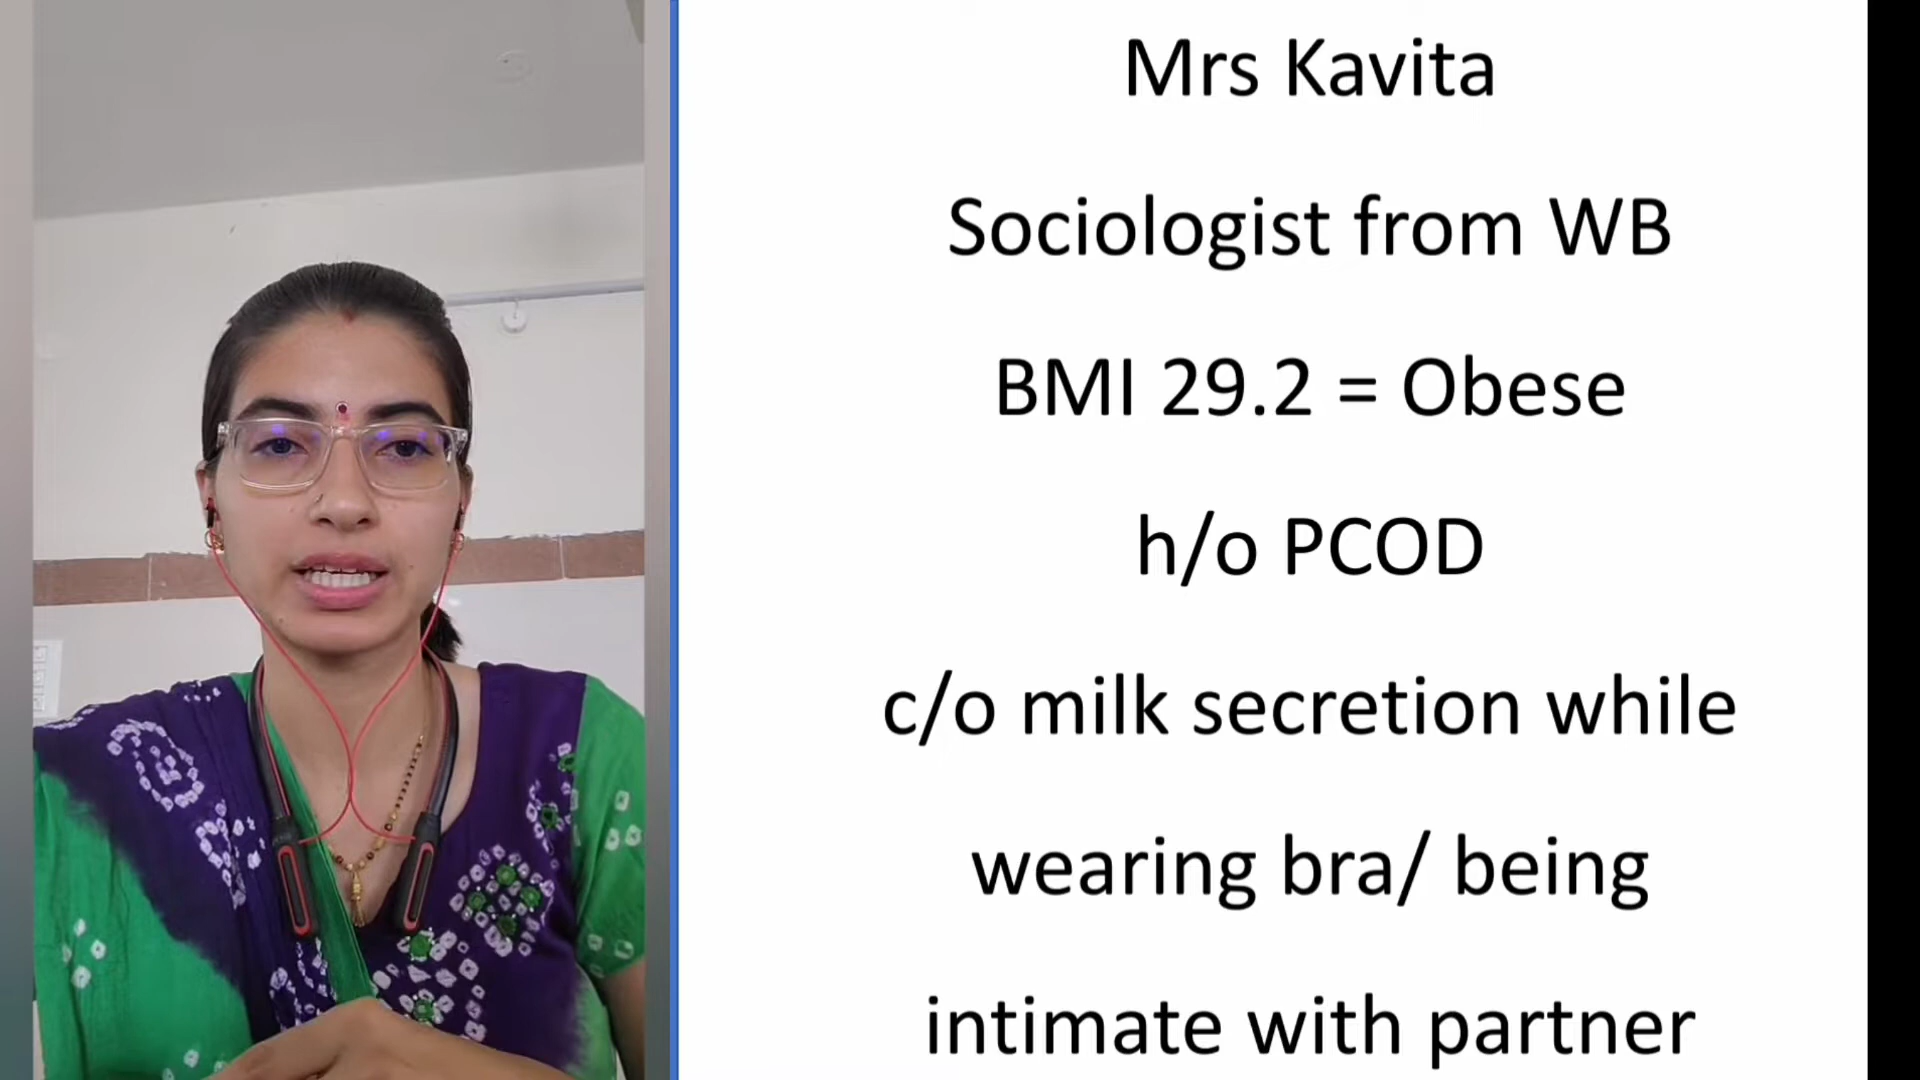 Mrs Kavita
Sociologist from WB
BMI 29.2 = Obese
h/o PCOD
c/o milk secretion while
wearing bra/ being
intimate with partner